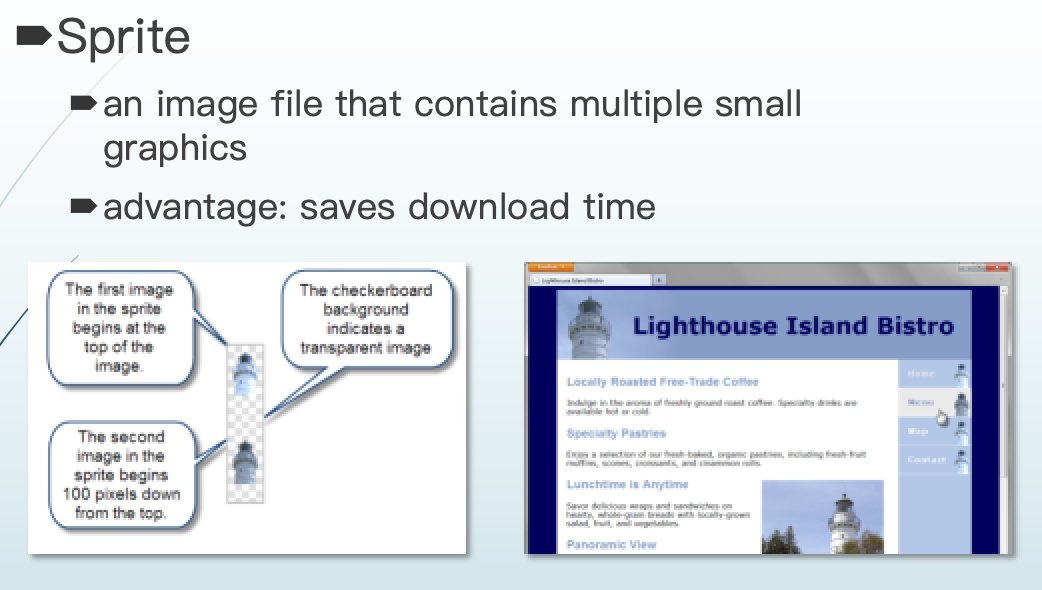 Sprite
an image file that contains multiple small
graphics
advantage: saves download time
The first image
in the sprite
begins at the
top of the
image.
The checkerboard
background
indicates a
transparent image
The second
image in the
sprite begins
100 pixels down
from the top.
Lighthouse Island Bistro
Lighthouse Island Bistro
Home
Menu
Map
Contact
Locally Roasted Free-Trade Coffee
Indulge in the aroma of freshly ground roast coffee. Specialty drinks are
available hot or cold.
Specialty Pastries
Enjoy a selection of our fresh-baked, organic pastries, including fresh-fruit
muffins, scones, croissants, and cinammon rolls.
Lunchtime is Anytime
Savor delicious wraps and sandwiches on
hearty, whole-grain breads with locally-grown
salad, fruit, and vegetables.
Panoramic View